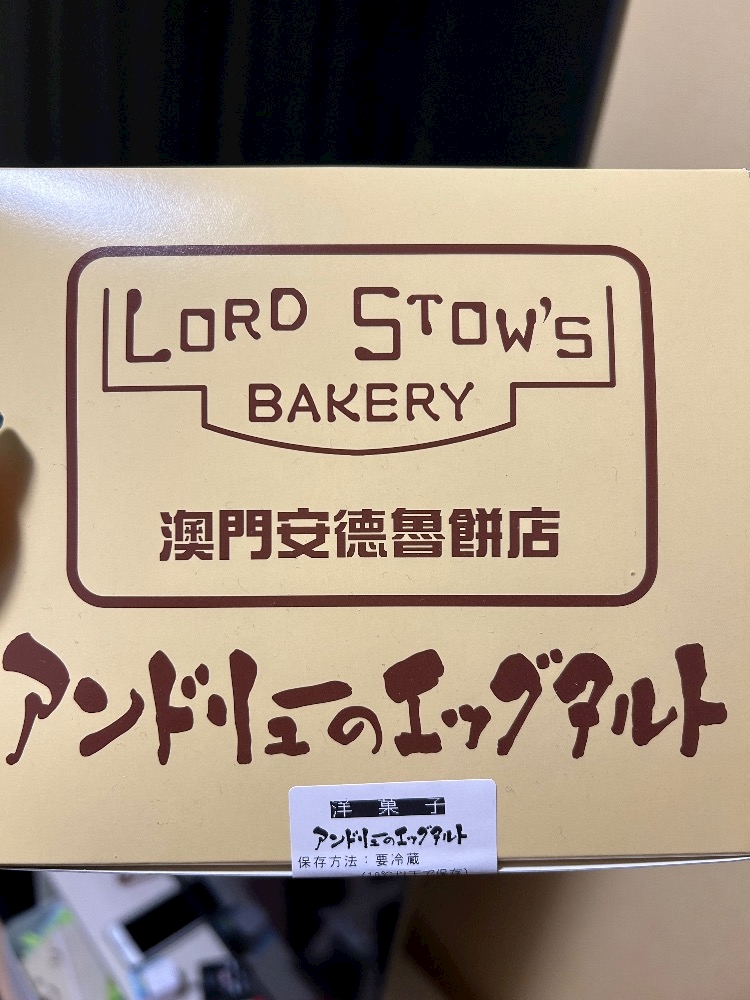 LORD STOW'S
BAKERY
澳門安德魯餅店
アンドリューのエッグタルト
洋菓子
アンドリューのエッグタルト
保存方法：要冷蔵